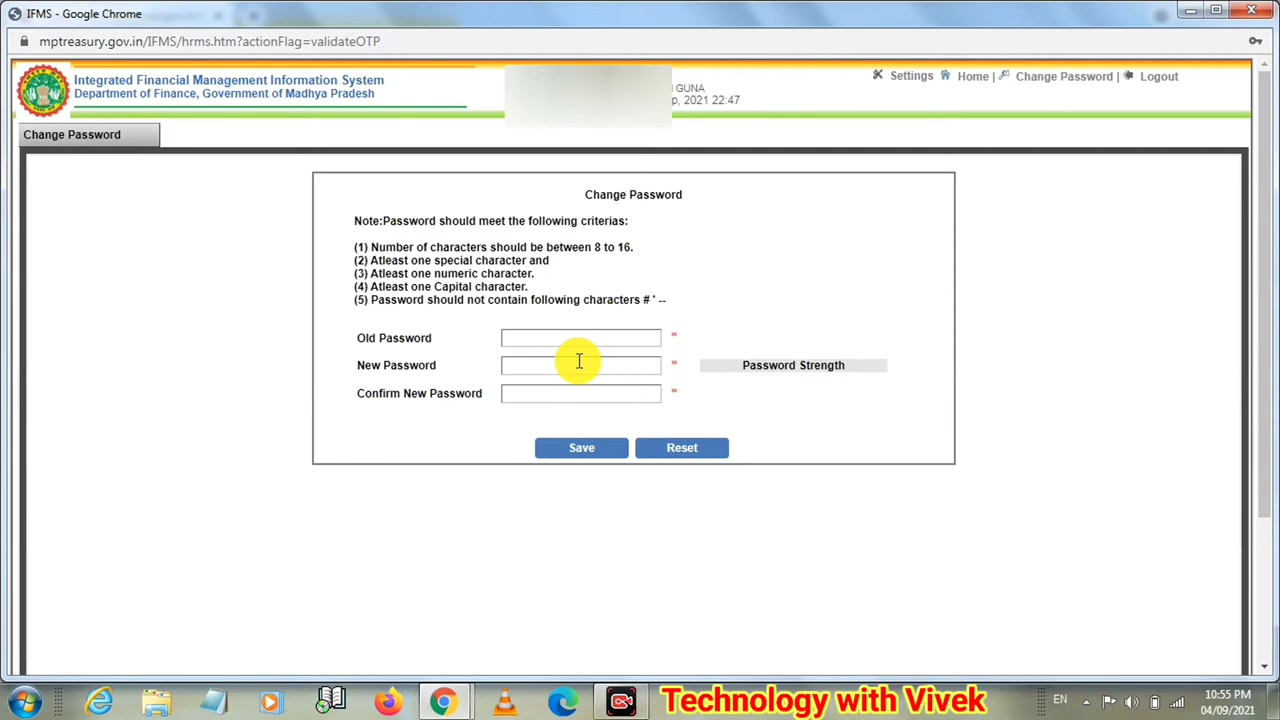 IFMS - Google Chrome
mptreasury.gov.in/IFMS/hrms.htm?actionFlag=validateOTP
Integrated Financial Management Information System
Department of Finance, Government of Madhya Pradesh
GUNA
p, 2021 22:47
Settings Home | Change Password | Logout
Change Password
Change Password
Note:Password should meet the following criterias:
(1) Number of characters should be between 8 to 16.
(2) Atleast one special character and
(3) Atleast one numeric character.
(4) Atleast one Capital character.
(5) Password should not contain following characters # ' --
Old Password *
New Password * Password Strength
Confirm New Password *
Save Reset
Technology with Vivek
EN
10:55 PM
04/09/2021